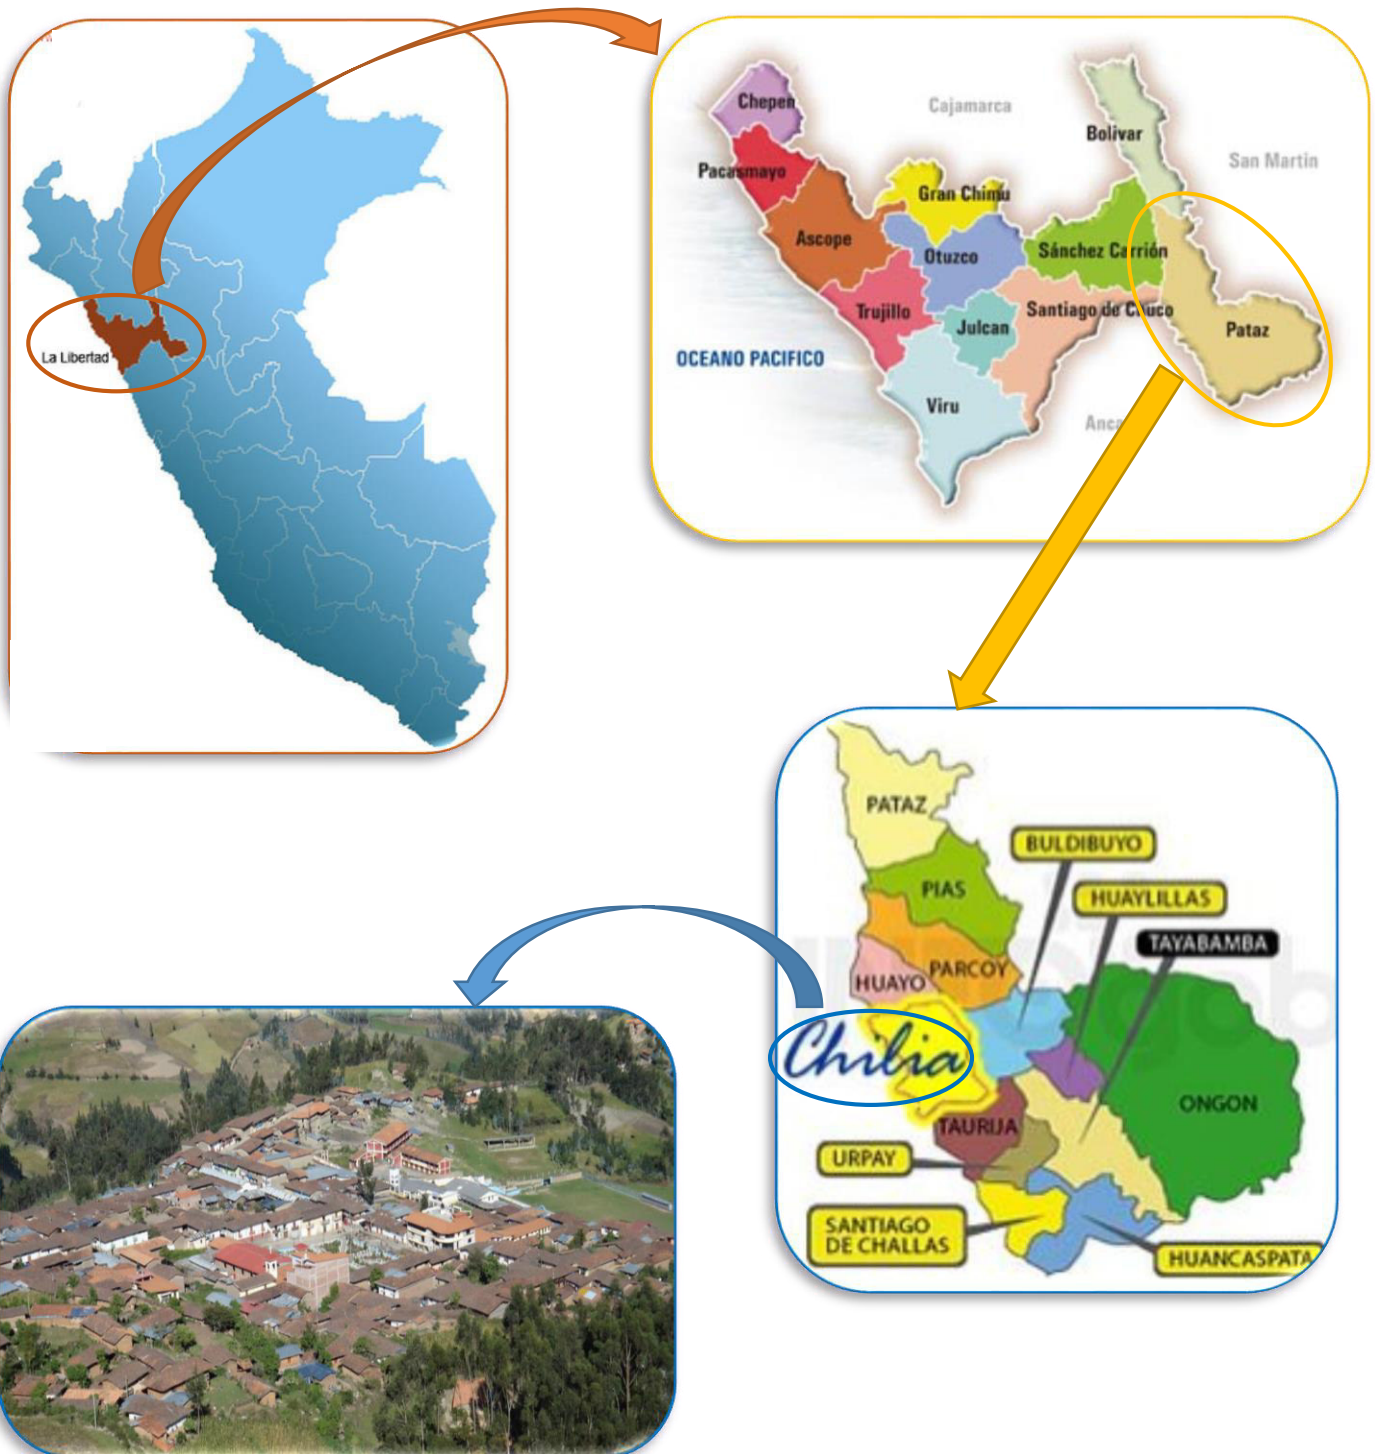 La Libertad
Chepen
Cajamarca
Bolivar
San Martin
Pacasmayo
Gran Chimu
Ascope
Otuzco
Sánchez Carrión
Trujillo
Julcan
Santiago de Chuco
Pataz
OCEANO PACIFICO
Viru
Anca
PATAZ
BULDIBUYO
PIAS
HUAYLILLAS
TAYABAMBA
PARCOY
HUAYO
Chilia
ONGON
TAURIJA
URPAY
SANTIAGO
DE CHALLAS
HUANCASPATA